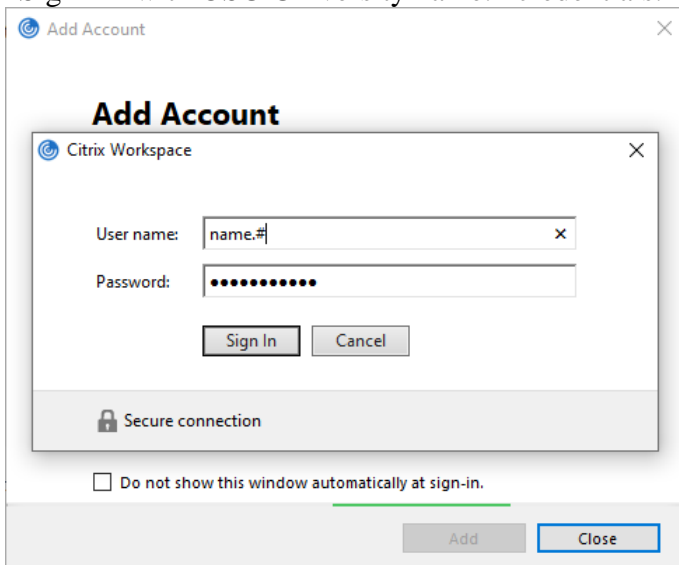 Add Account
Add Account
Citrix Workspace
User name: name.#
Password: ●●●●●●●●●●●
Sign In Cancel
Secure connection
Do not show this window automatically at sign-in.
Add Close